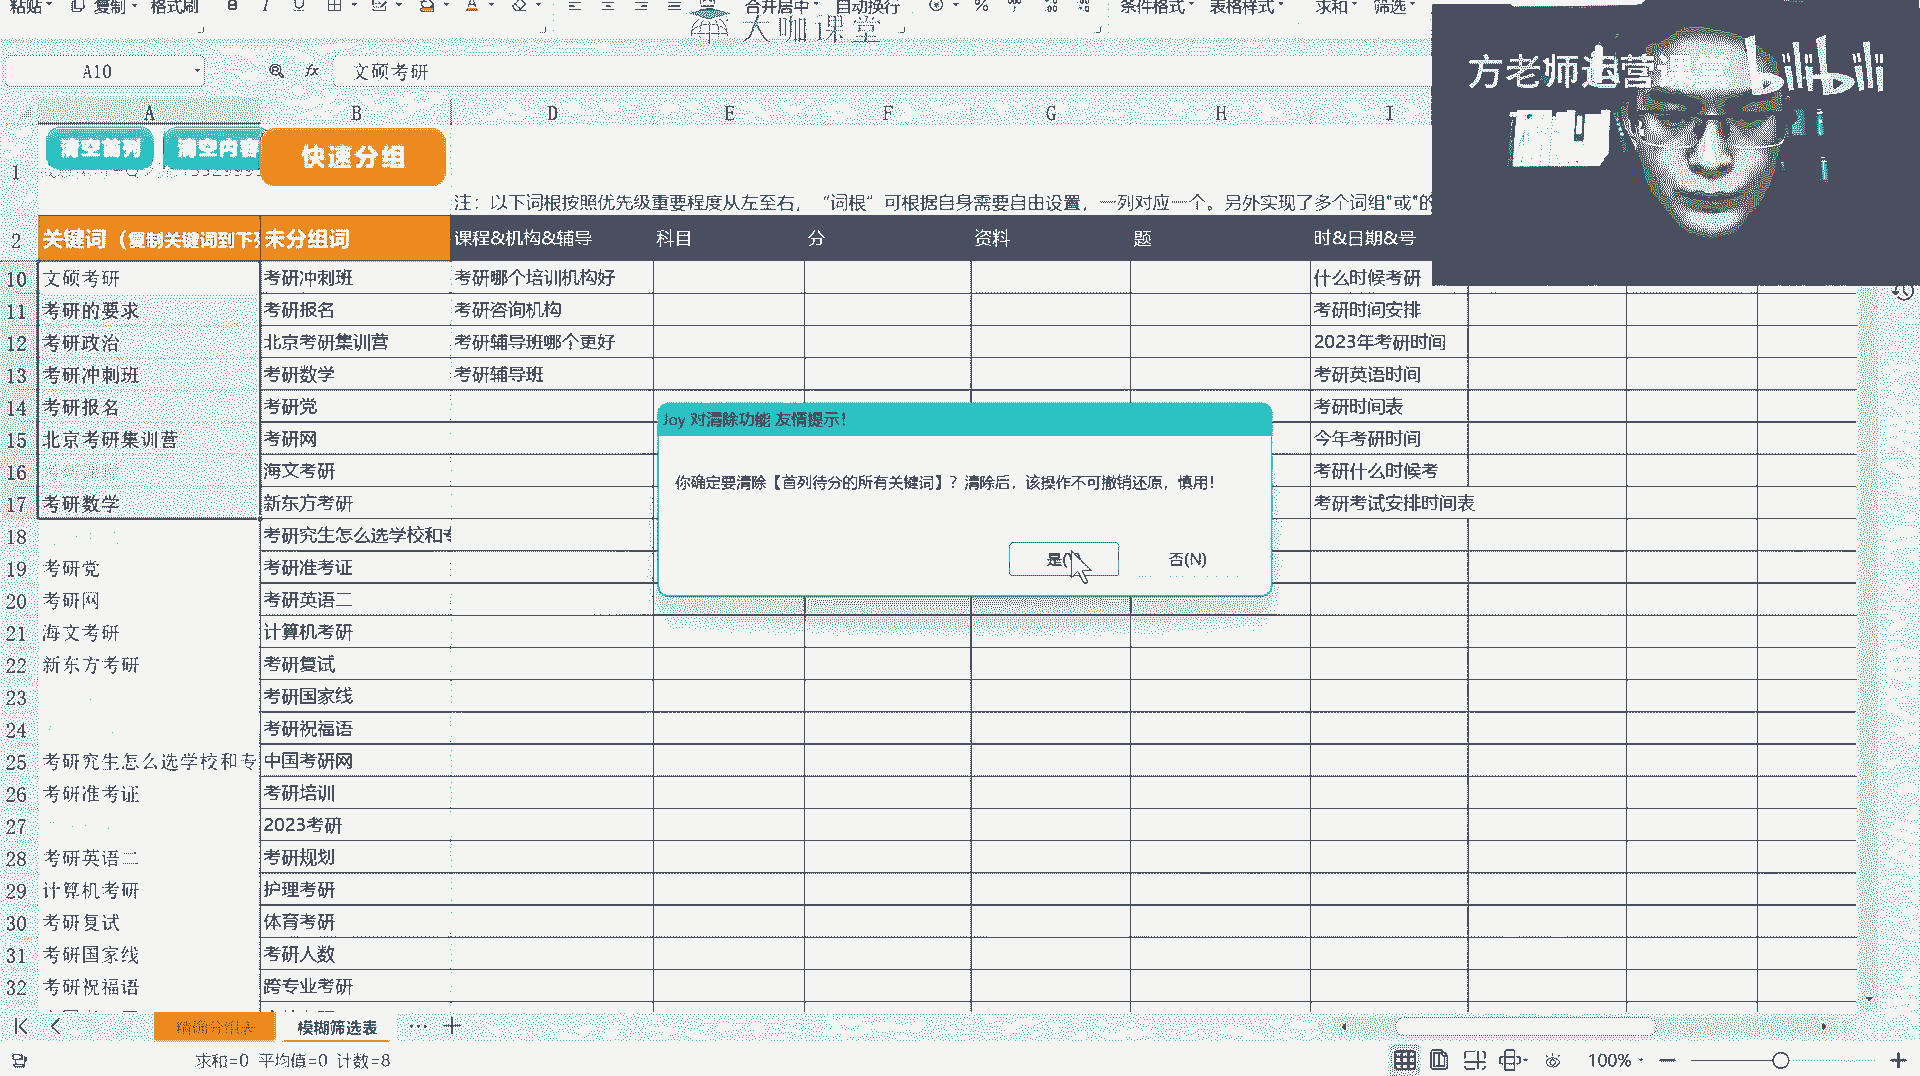 粘贴 复制 格式刷 B I U A 合并居中 自动换行 % 条件格式 表格样式 求和 筛选
大咖课堂
方老师运营课堂 bilibili
A10 fx 文硕考研
A B D E F G H I
清空首列 清空内容 快速分组
1
注：以下词根按照优先级重要程度从左至右，“词根”可根据自身需要自由设置，一列对应一个。另外实现了多个词组"或"的
2 关键词（复制关键词到下 未分组词 课程&机构&辅导 科目 分 资料 题 时&日期&号
10 文硕考研 考研冲刺班 考研哪个培训机构好 什么时候考研
11 考研的要求 考研报名 考研咨询机构 考研时间安排
12 考研政治 北京考研集训营 考研辅导班哪个更好 2023年考研时间
13 考研冲刺班 考研数学 考研辅导班 考研英语时间
14 考研报名 考研党 考研时间表
15 北京考研集训营 考研网 今年考研时间
16 海文考研 考研什么时候考
17 考研数学 新东方考研 考研考试安排时间表
18 考研究生怎么选学校和
19 考研党 考研准考证
20 考研网 考研英语二
21 海文考研 计算机考研
22 新东方考研 考研复试
23 考研国家线
24 考研祝福语
25 考研究生怎么选学校和专 中国考研网
26 考研准考证 考研培训
27 2023考研
28 考研英语二 考研规划
29 计算机考研 护理考研
30 考研复试 体育考研
31 考研国家线 考研人数
32 考研祝福语 跨专业考研
Joy 对清除功能 友情提示！
你确定要清除【首列待分的所有关键词】？清除后，该操作不可撤销还原，慎用！
是( 否(N)
精确分组表 模糊筛选表 ··· +
求和=0 平均值=0 计数=8 100%